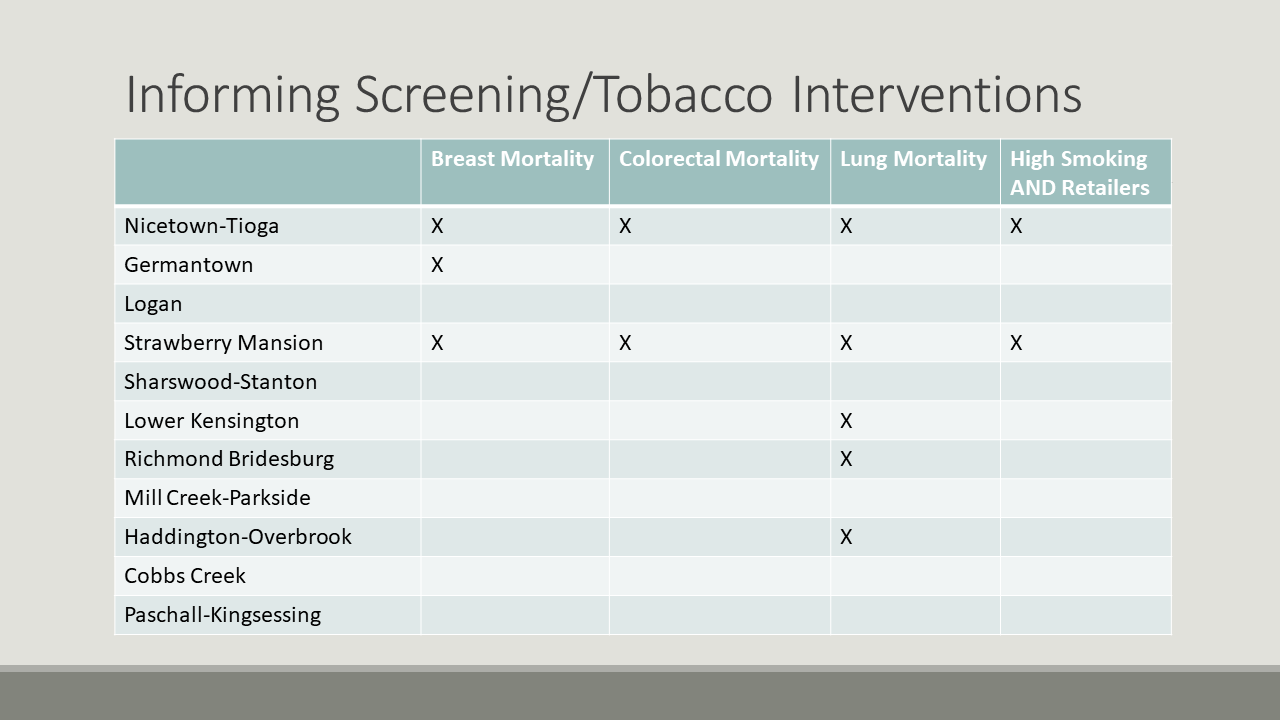 Informing Screening/Tobacco Interventions
Breast Mortality Colorectal Mortality Lung Mortality High Smoking
AND Retailers
Nicetown-Tioga X X X X
Germantown X
Logan
Strawberry Mansion X X X X
Sharswood-Stanton
Lower Kensington X
Richmond Bridesburg X
Mill Creek-Parkside
Haddington-Overbrook X
Cobbs Creek
Paschall-Kingsessing